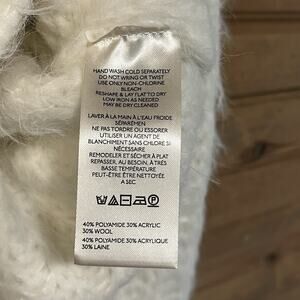 HAND WASH COLD SEPARATELY
DO NOT WRING OR TWIST
USE ONLY NON-CHLORINE
BLEACH
RESHAPE & LAY FLAT TO DRY
LOW IRON AS NEEDED
MAY BE DRY CLEANED
LAVER À LA MAIN À L'EAU FROIDE
SÉPARÉMEN
NE PAS TORDRE OU ESSORER
UTILISER UN AGENT DE
BLANCHIMENT SANS CHLORE SI
NÉCESSAIRE
REMODELER ET SÉCHER À PLAT
REPASSER, AU BESOIN, À TRÈS
BASSE TEMPÉRATURE
PEUT-ÊTRE ÊTRE NETTOYÉE
A SEC.
40% POLYAMIDE 30% ACRYLIC
30% WOOL
40% POLYAMIDE 30% ACRYLIQUE
30% LAINE